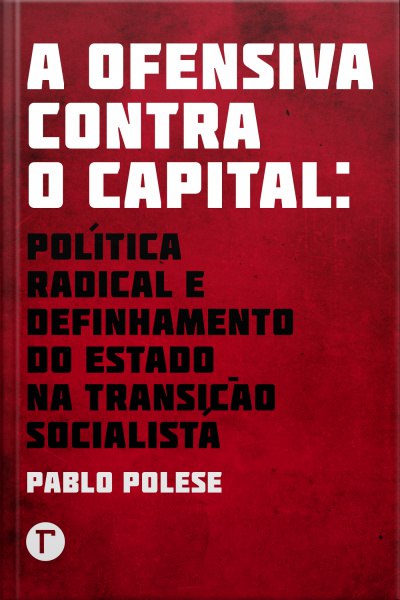 A OFENSIVA
CONTRA
O CAPITAL:
POLÍTICA
RADICAL E
DEFINHAMENTO
DO ESTADO
NA TRANSIÇÃO
SOCIALISTA
PABLO POLESE
T